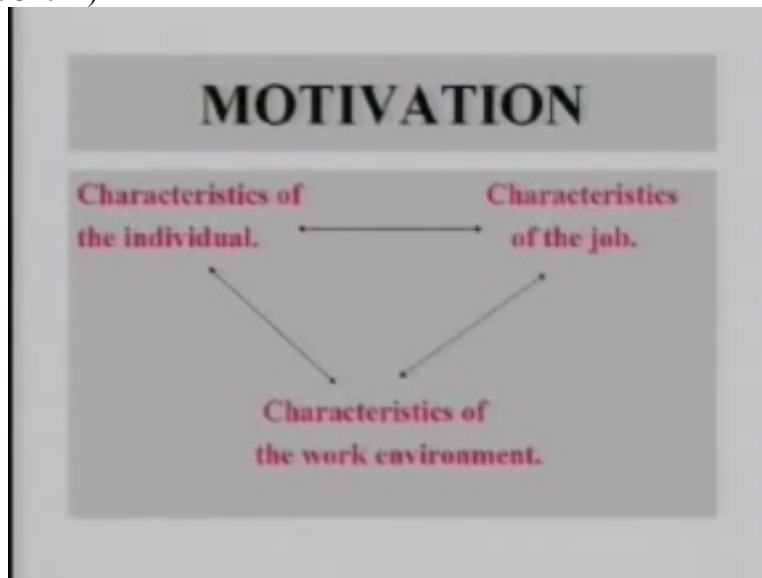 MOTIVATION
Characteristics of
the individual.
Characteristics
of the job.
Characteristics of
the work environment.